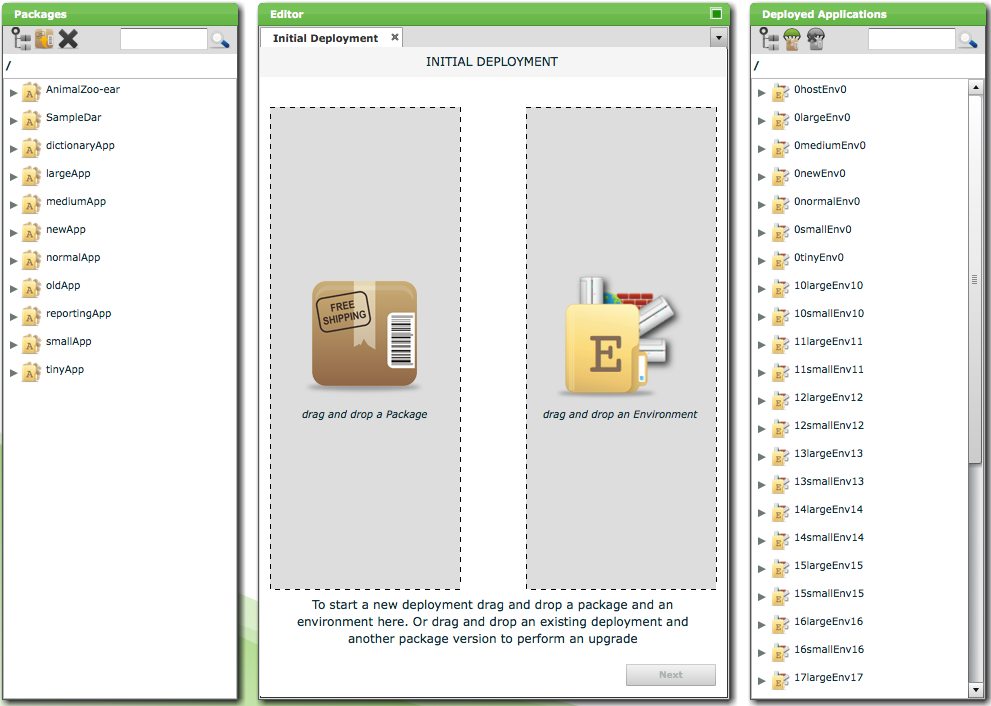 Packages
/
A AnimalZoo-ear
A SampleDar
A dictionaryApp
A largeApp
A mediumApp
A newApp
A normalApp
A oldApp
A reportingApp
A smallApp
A tinyApp
Editor
Initial Deployment
INITIAL DEPLOYMENT
FREE
SHIPPING
drag and drop a Package
E
drag and drop an Environment
To start a new deployment drag and drop a package and an
environment here. Or drag and drop an existing deployment and
another package version to perform an upgrade
Next
Deployed Applications
/
E 0hostEnv0
E 0largeEnv0
E 0mediumEnv0
E 0newEnv0
E 0normalEnv0
E 0smallEnv0
E 0tinyEnv0
E 10largeEnv10
E 10smallEnv10
E 11largeEnv11
E 11smallEnv11
E 12largeEnv12
E 12smallEnv12
E 13largeEnv13
E 13smallEnv13
E 14largeEnv14
E 14smallEnv14
E 15largeEnv15
E 15smallEnv15
E 16largeEnv16
E 16smallEnv16
E 17largeEnv17